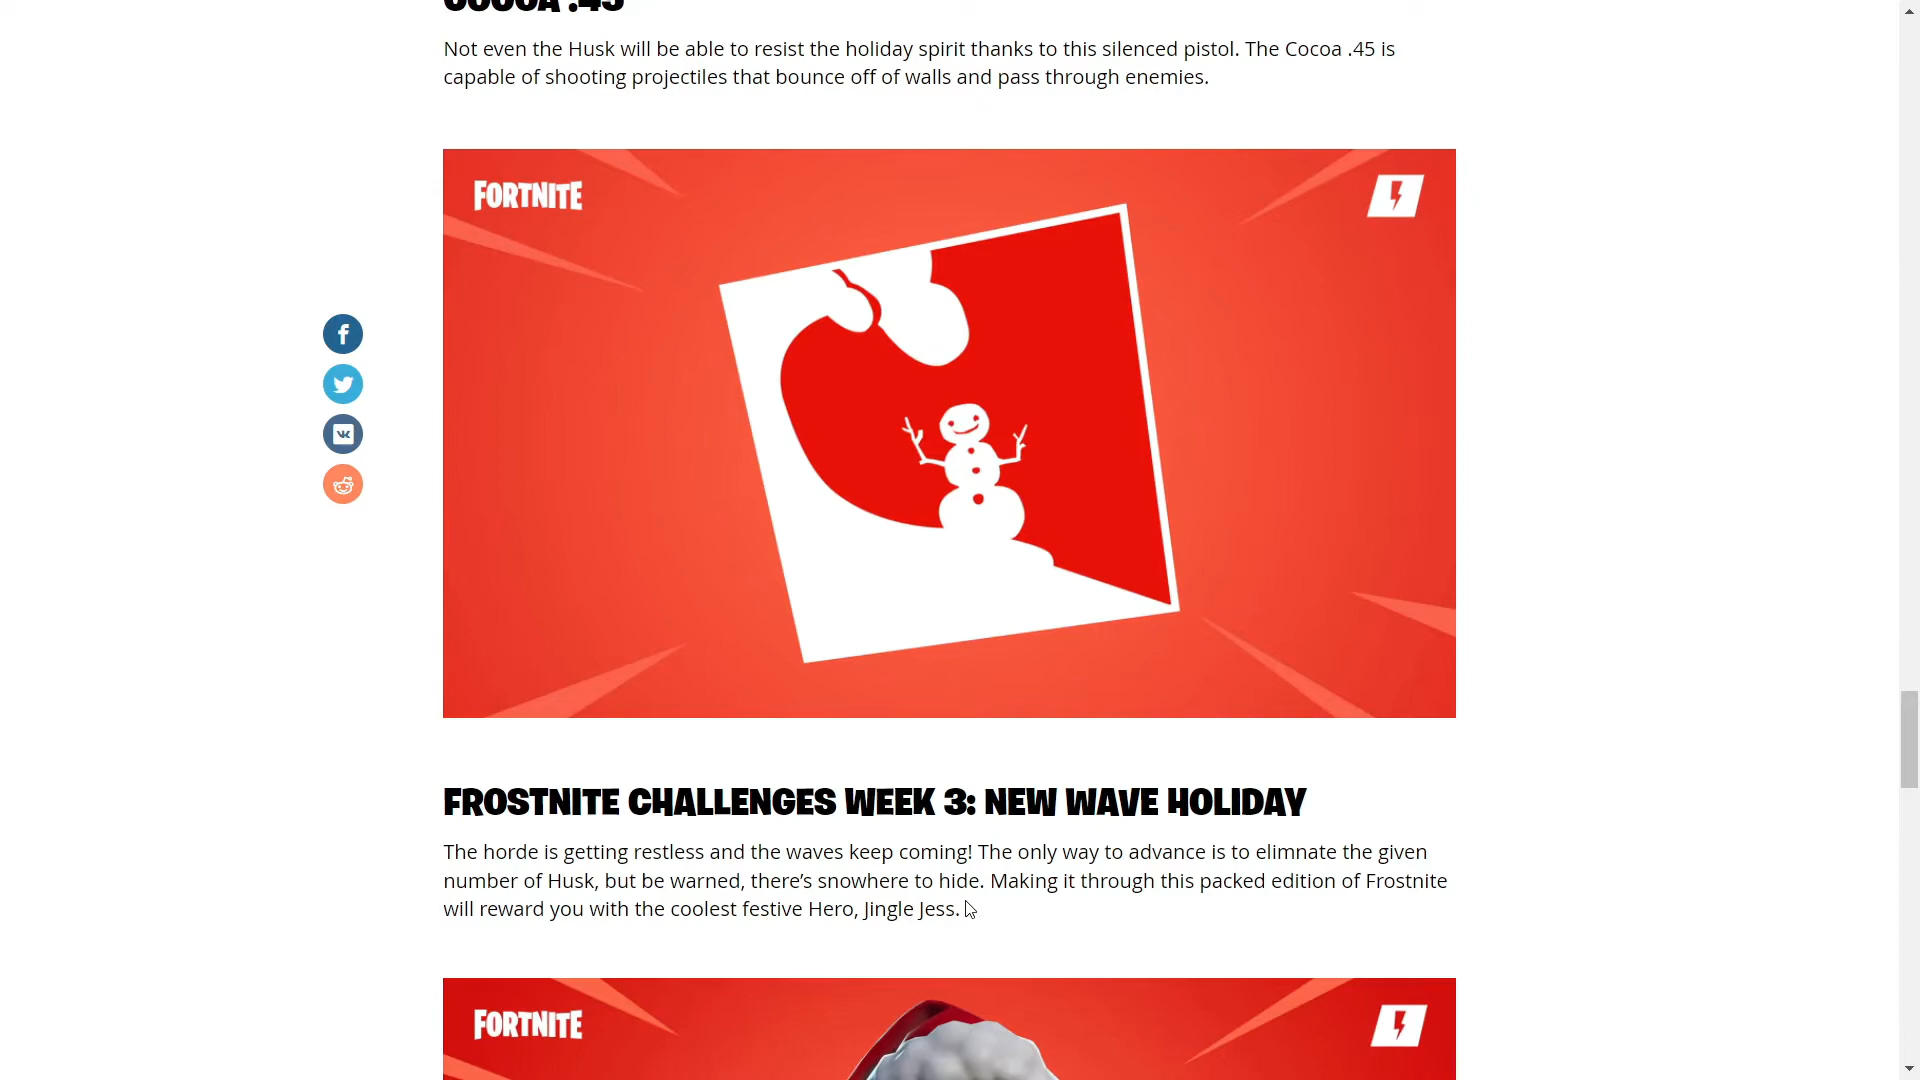 COCOA .45
Not even the Husk will be able to resist the holiday spirit thanks to this silenced pistol. The Cocoa .45 is
capable of shooting projectiles that bounce off of walls and pass through enemies.
FORTNITE
FROSTNITE CHALLENGES WEEK 3: NEW WAVE HOLIDAY
The horde is getting restless and the waves keep coming! The only way to advance is to elimnate the given
number of Husk, but be warned, there’s snowhere to hide. Making it through this packed edition of Frostnite
will reward you with the coolest festive Hero, Jingle Jess.
FORTNITE